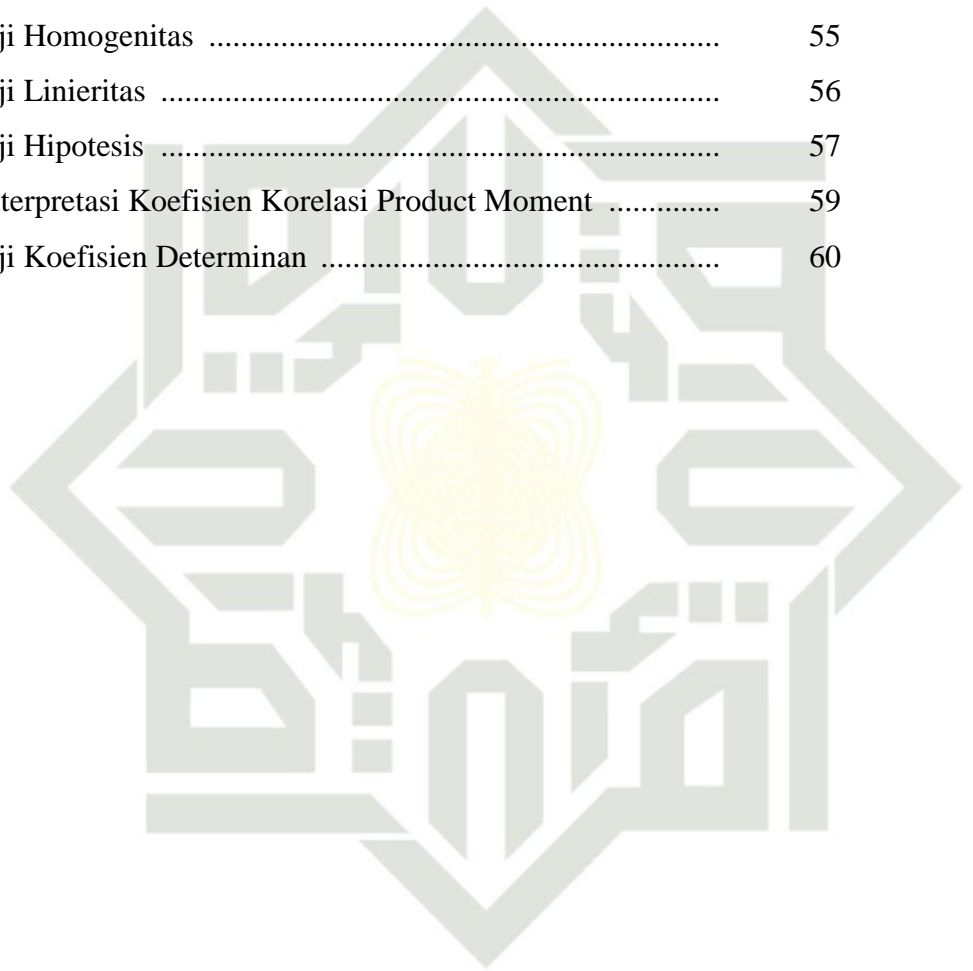 ji Homogenitas ................................................................ 55
ji Linieritas ...................................................................... 56
ji Hipotesis ...................................................................... 57
terpretasi Koefisien Korelasi Product Moment .............. 59
ji Koefisien Determinan .................................................. 60